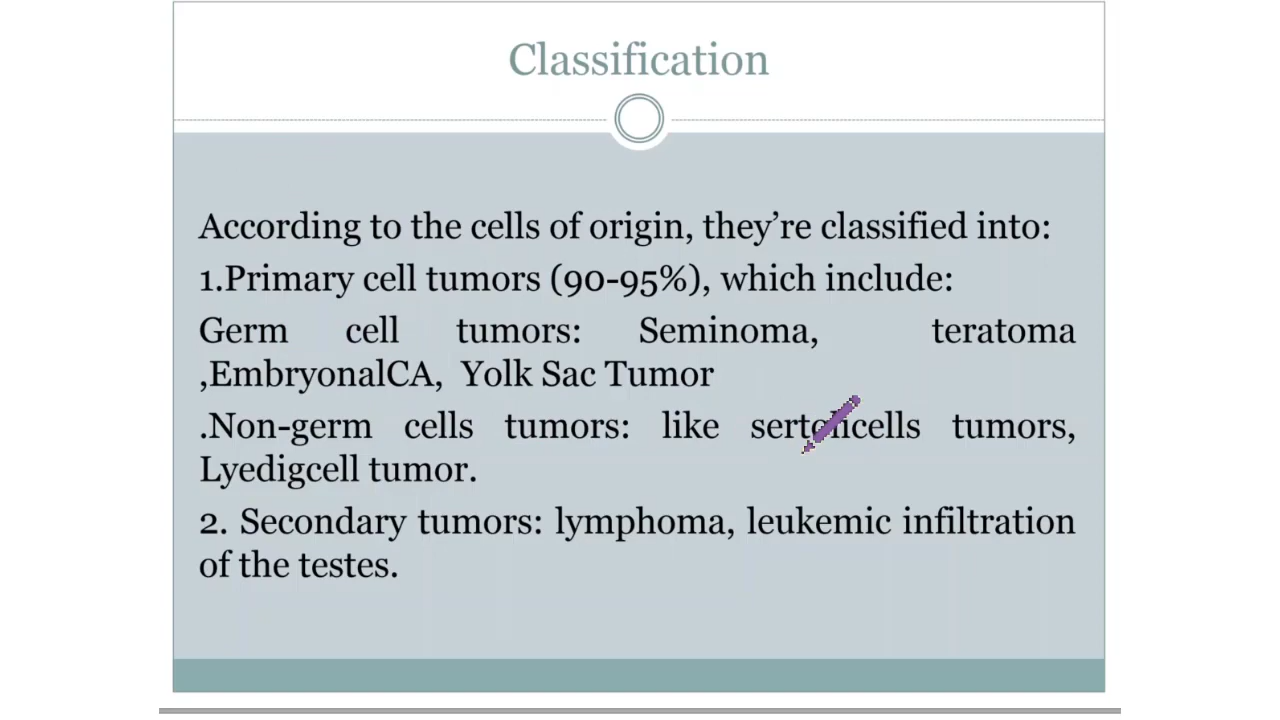 Classification
According to the cells of origin, they're classified into:
1.Primary cell tumors (90-95%), which include:
Germ cell tumors: Seminoma, teratoma
,EmbryonalCA, Yolk Sac Tumor
.Non-germ cells tumors: like sertolicells tumors,
Lyedigcell tumor.
2. Secondary tumors: lymphoma, leukemic infiltration
of the testes.